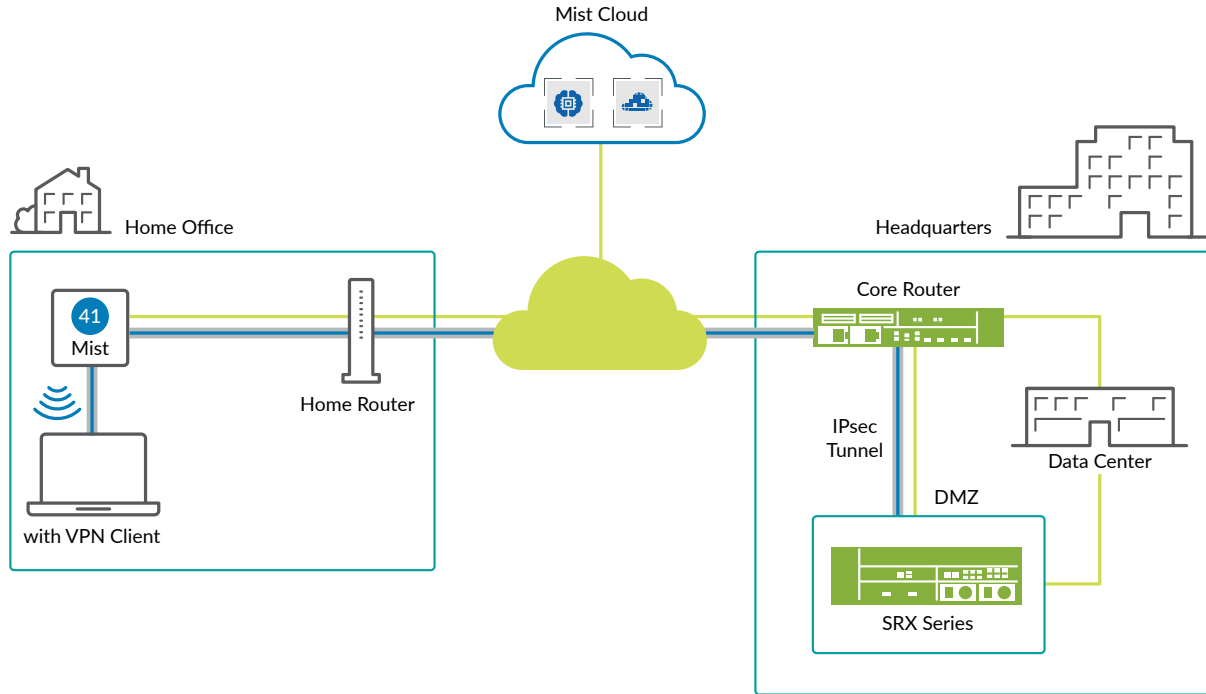 Mist Cloud
Home Office
Headquarters
41
Mist
Home Router
with VPN Client
Core Router
IPsec
Tunnel
Data Center
DMZ
SRX Series